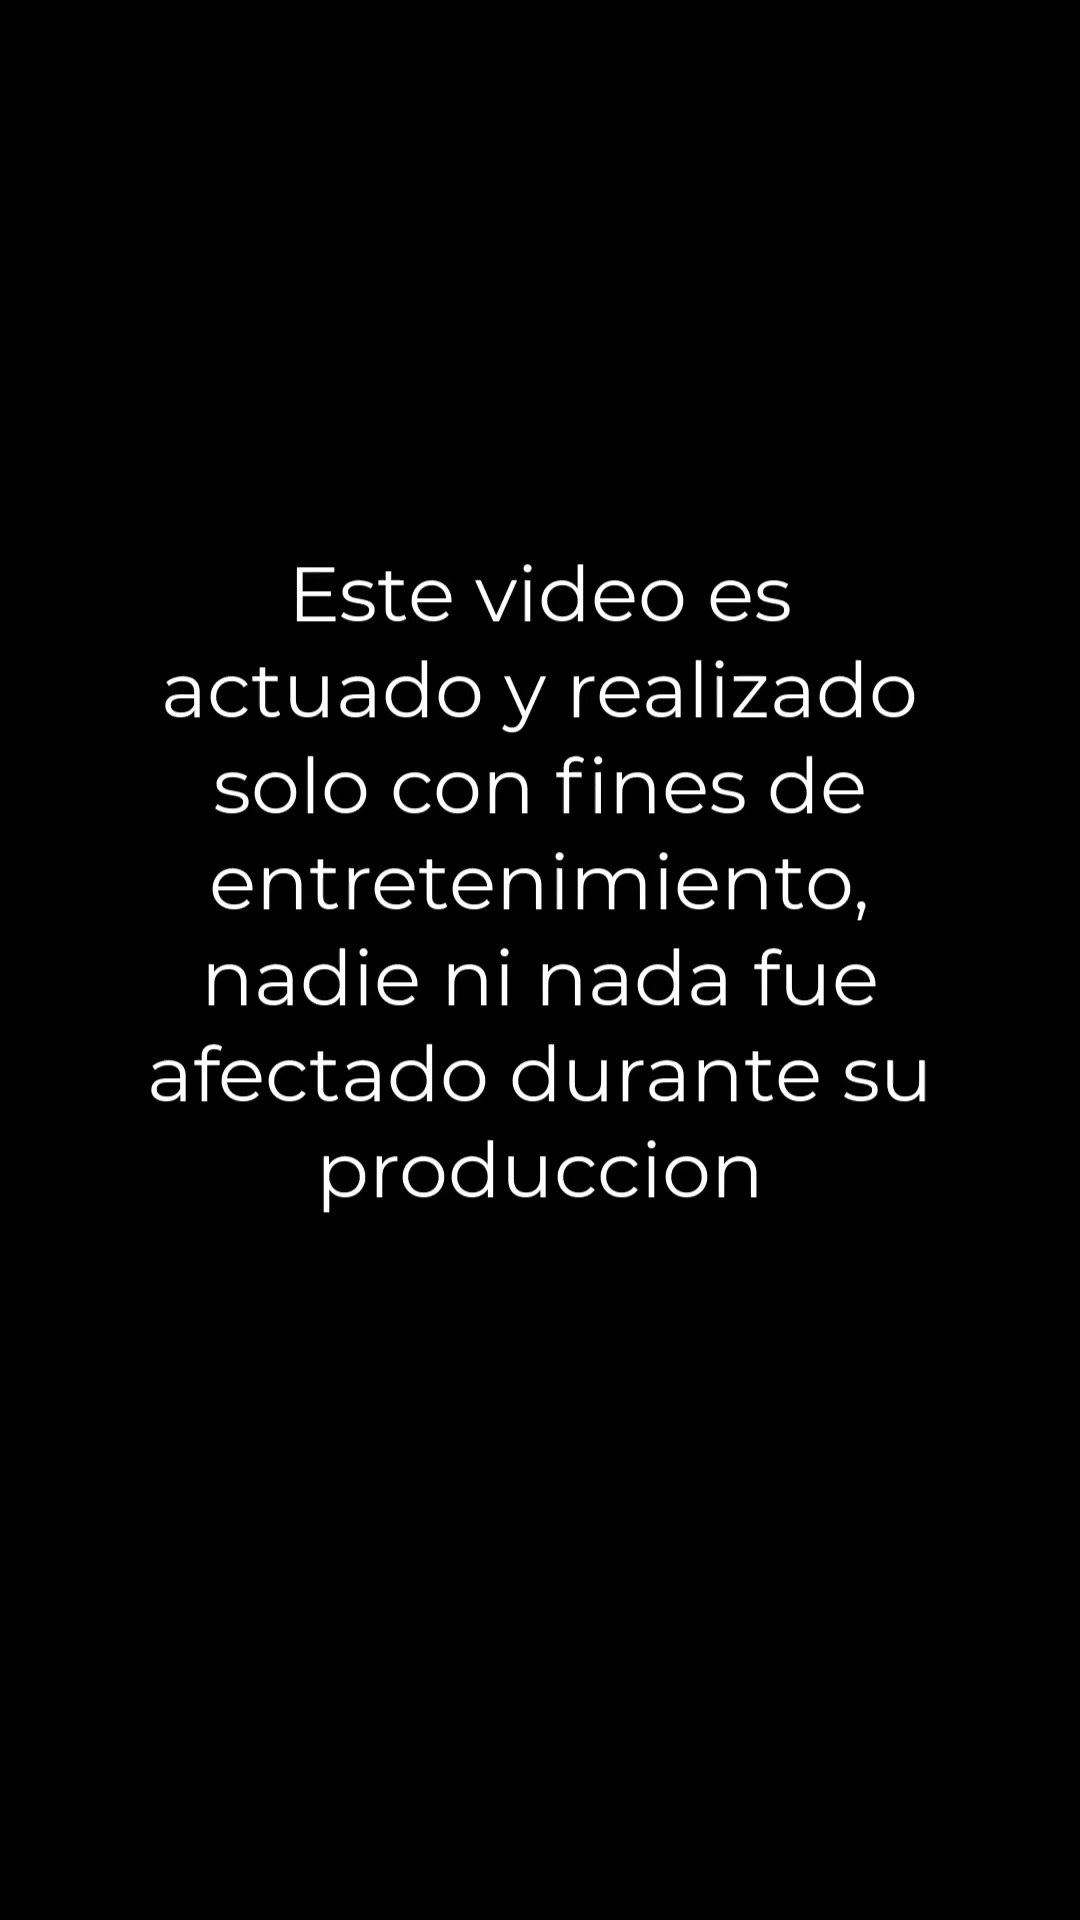 Este video es
actuado y realizado
solo con fines de
entretenimiento,
nadie ni nada fue
afectado durante su
produccion